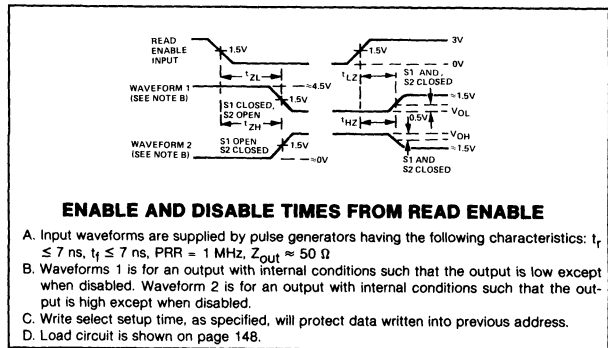 READ
ENABLE
INPUT
1.5V
1.5V
3V
0V
tZL
tLZ
S1 AND,
S2 CLOSED
WAVEFORM 1
(SEE NOTE B)
≈4.5V
1.5V
≈1.5V
S1 CLOSED,
S2 OPEN
VOL
0.5V
tZH
tHZ
VOH
WAVEFORM 2
(SEE NOTE B)
S1 OPEN
S2 CLOSED
1.5V
≈0V
≈1.5V
S1 AND
S2 CLOSED
ENABLE AND DISABLE TIMES FROM READ ENABLE
A. Input waveforms are supplied by pulse generators having the following characteristics: tr
≤ 7 ns, tf ≤ 7 ns, PRR = 1 MHz, Zout ≈ 50 Ω
B. Waveforms 1 is for an output with internal conditions such that the output is low except
when disabled. Waveform 2 is for an output with internal conditions such that the out-
put is high except when disabled.
C. Write select setup time, as specified, will protect data written into previous address.
D. Load circuit is shown on page 148.